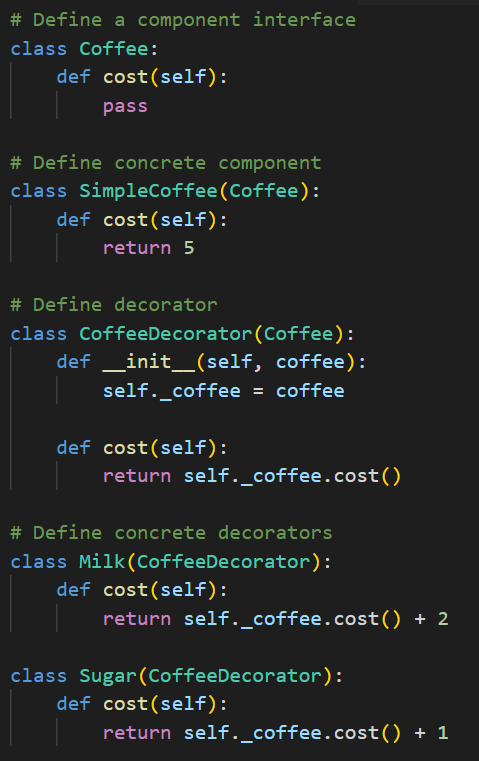 # Define a component interface
class Coffee:
    def cost(self):
        pass

# Define concrete component
class SimpleCoffee(Coffee):
    def cost(self):
        return 5

# Define decorator
class CoffeeDecorator(Coffee):
    def __init__(self, coffee):
        self._coffee = coffee

    def cost(self):
        return self._coffee.cost()

# Define concrete decorators
class Milk(CoffeeDecorator):
    def cost(self):
        return self._coffee.cost() + 2

class Sugar(CoffeeDecorator):
    def cost(self):
        return self._coffee.cost() + 1